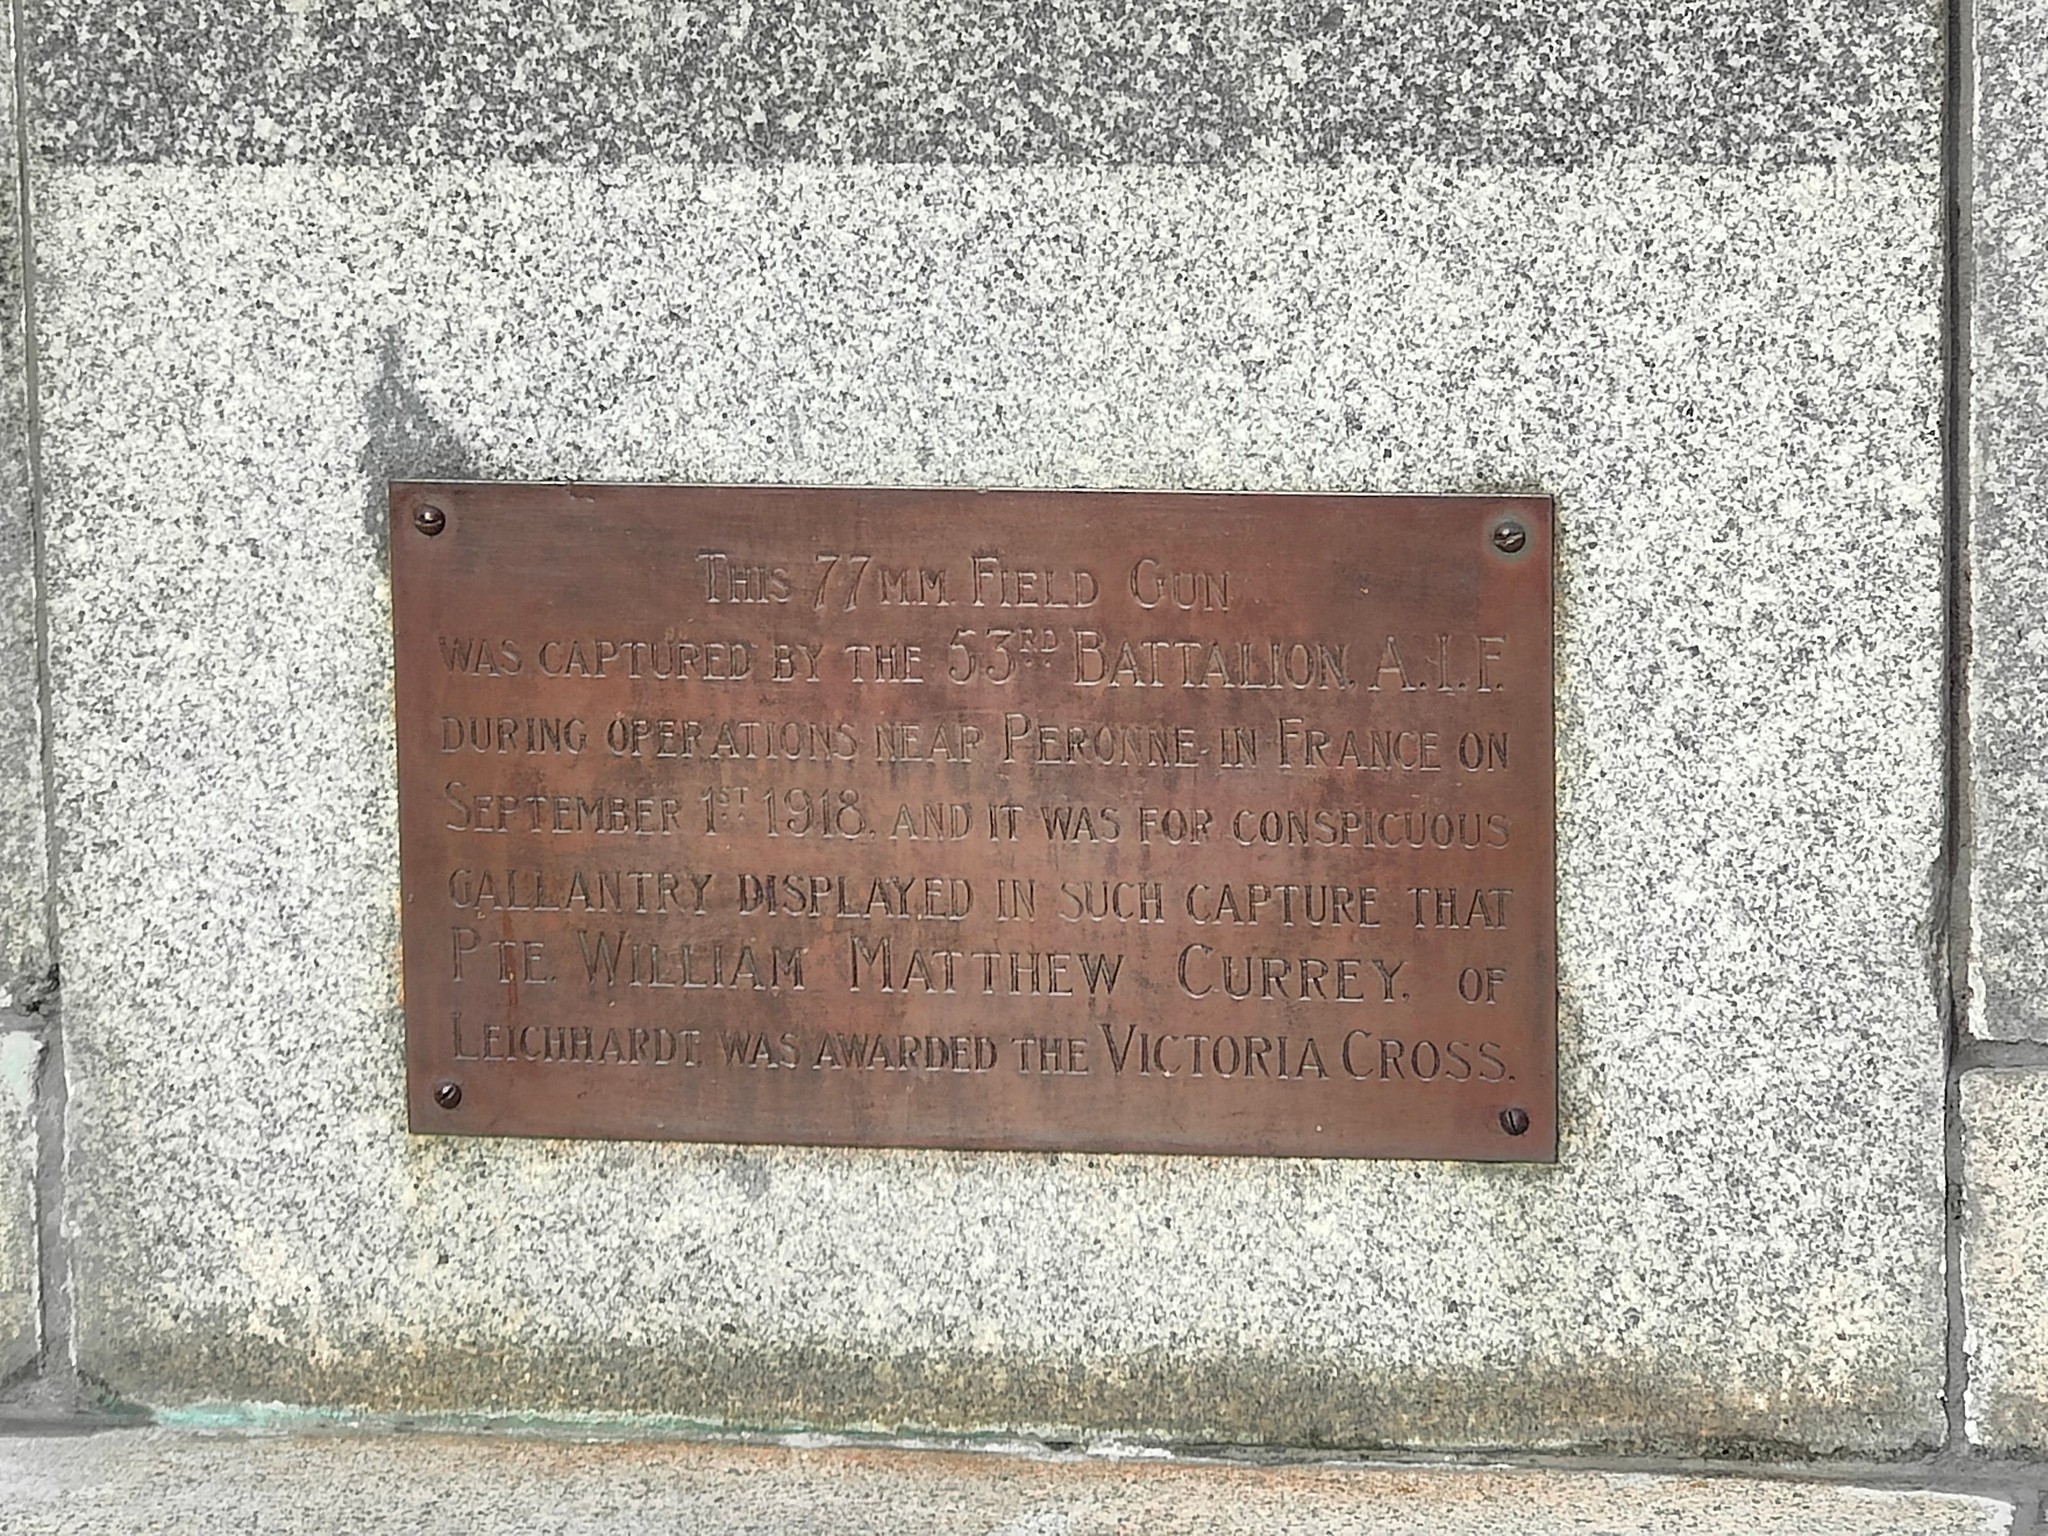 THIS 77 M.M. FIELD GUN
WAS CAPTURED BY THE 53RD BATTALION, A.I.F.
DURING OPERATIONS NEAR PERONNE IN FRANCE ON
SEPTEMBER 1ST 1918, AND IT WAS FOR CONSPICUOUS
GALLANTRY DISPLAYED IN SUCH CAPTURE THAT
PTE. WILLIAM MATTHEW CURREY, OF
LEICHHARDT, WAS AWARDED THE VICTORIA CROSS.